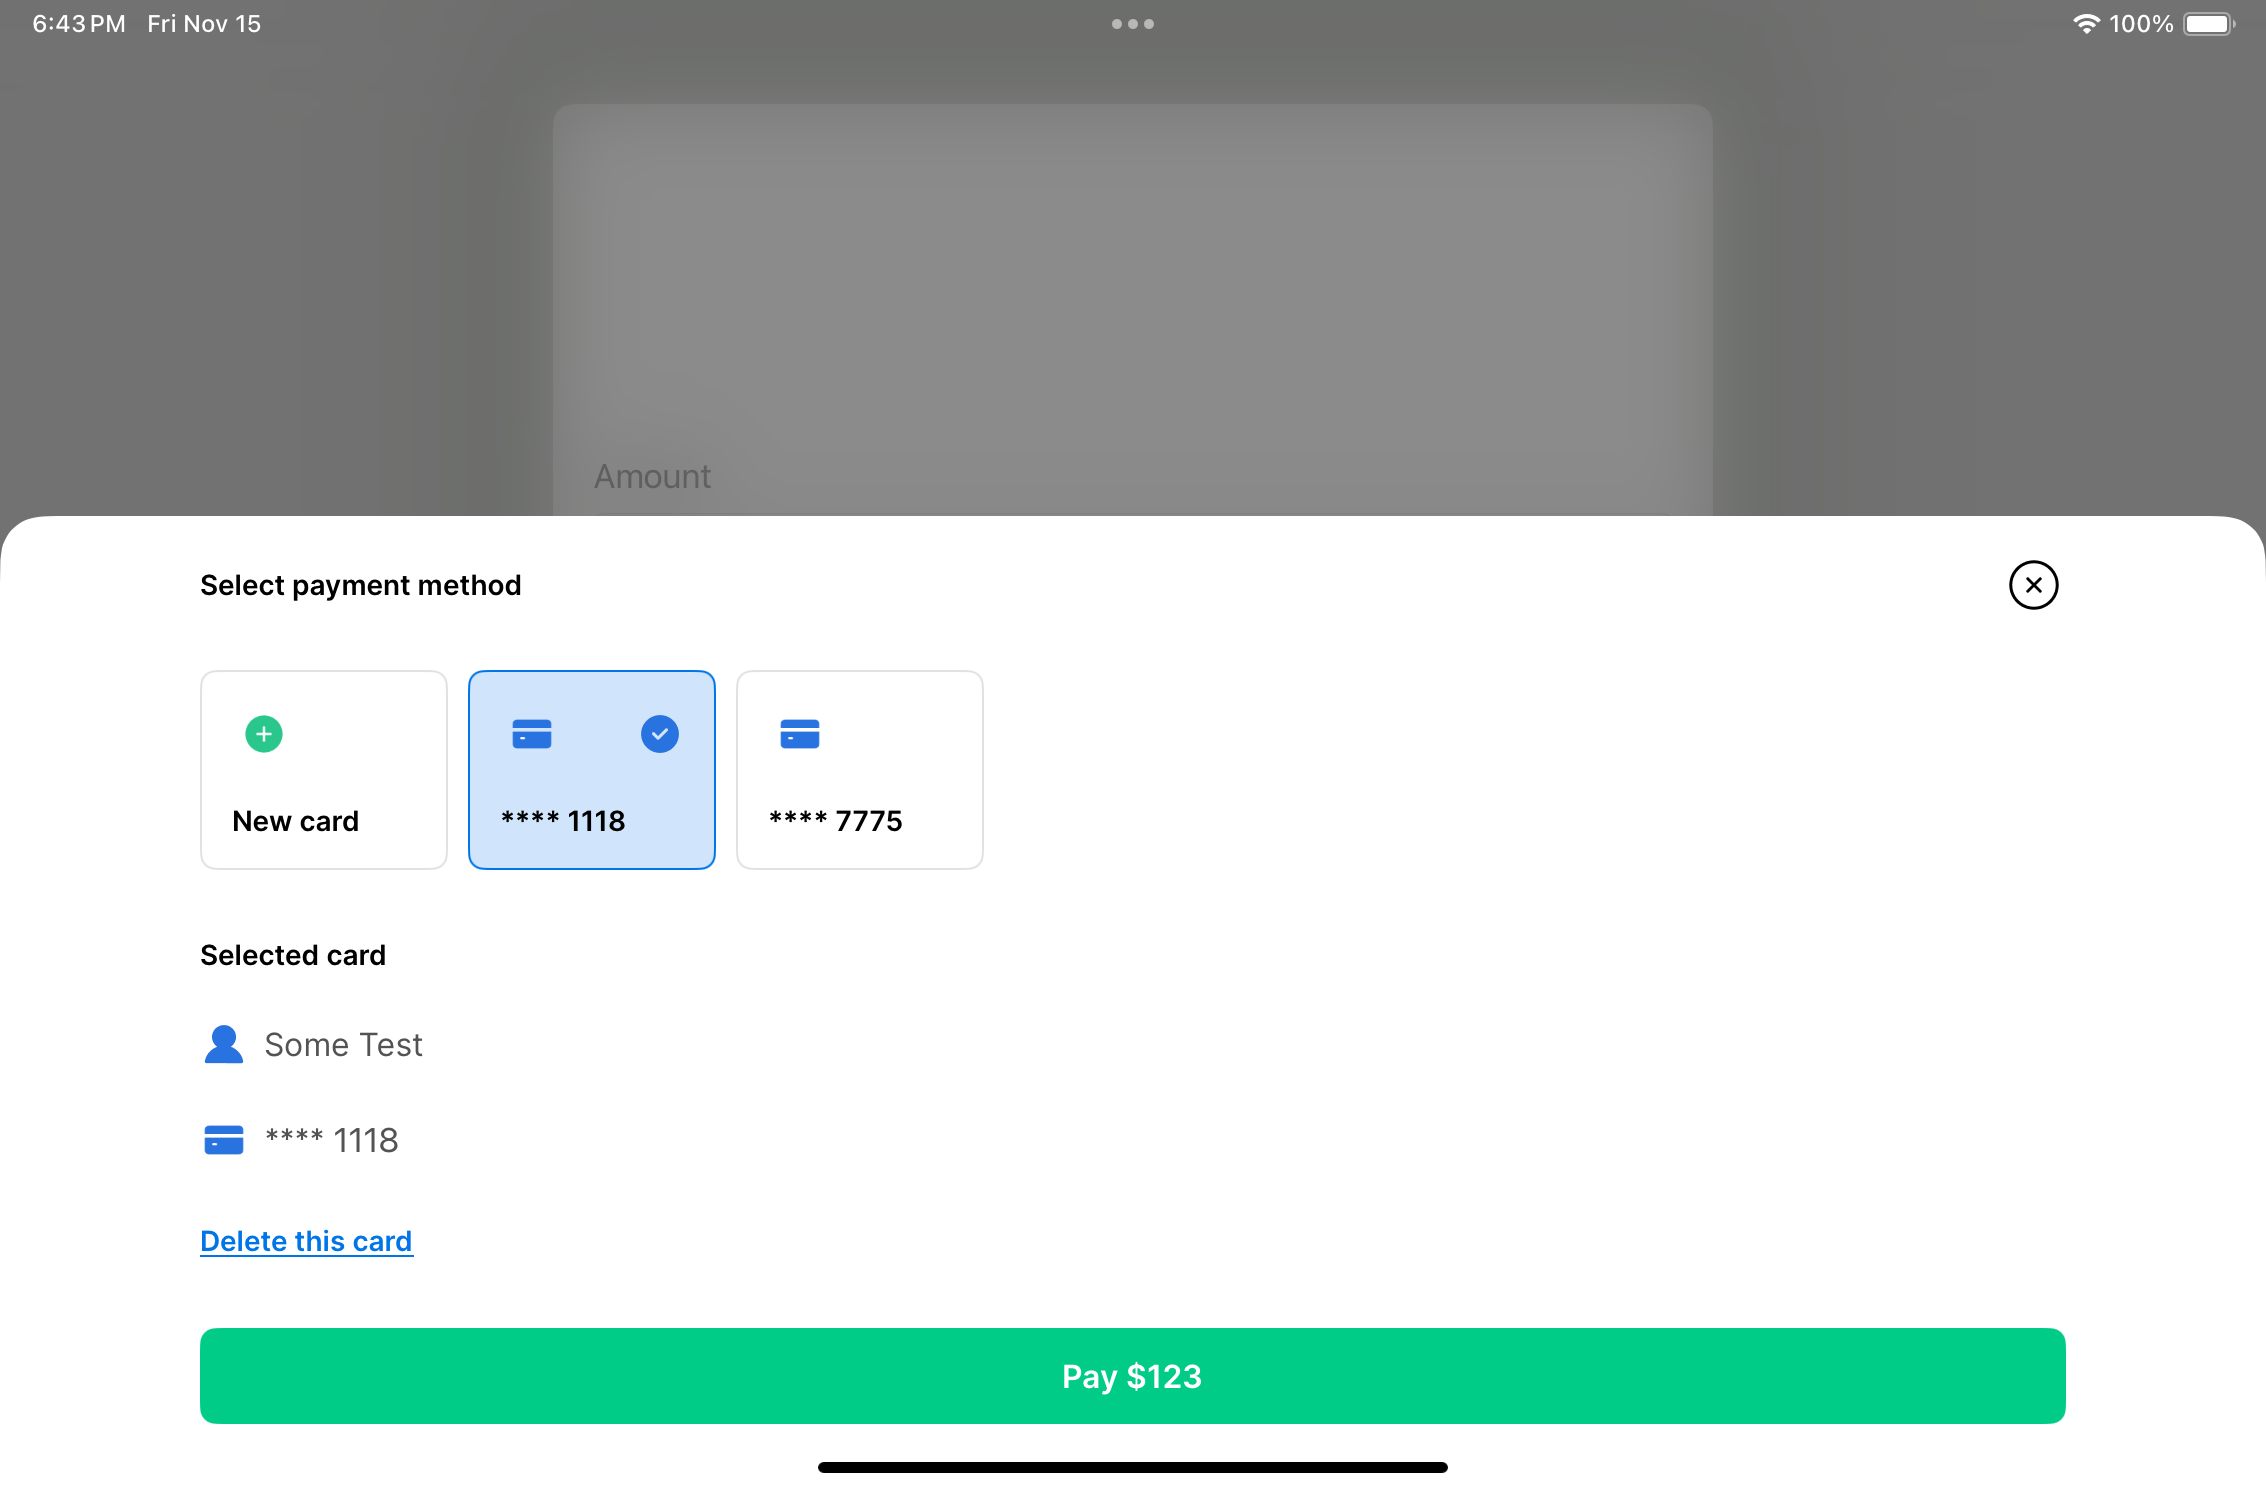 6:43 PM Fri Nov 15
100%
Amount
Select payment method
New card
**** 1118
**** 7775
Selected card
Some Test
**** 1118
Delete this card
Pay $123